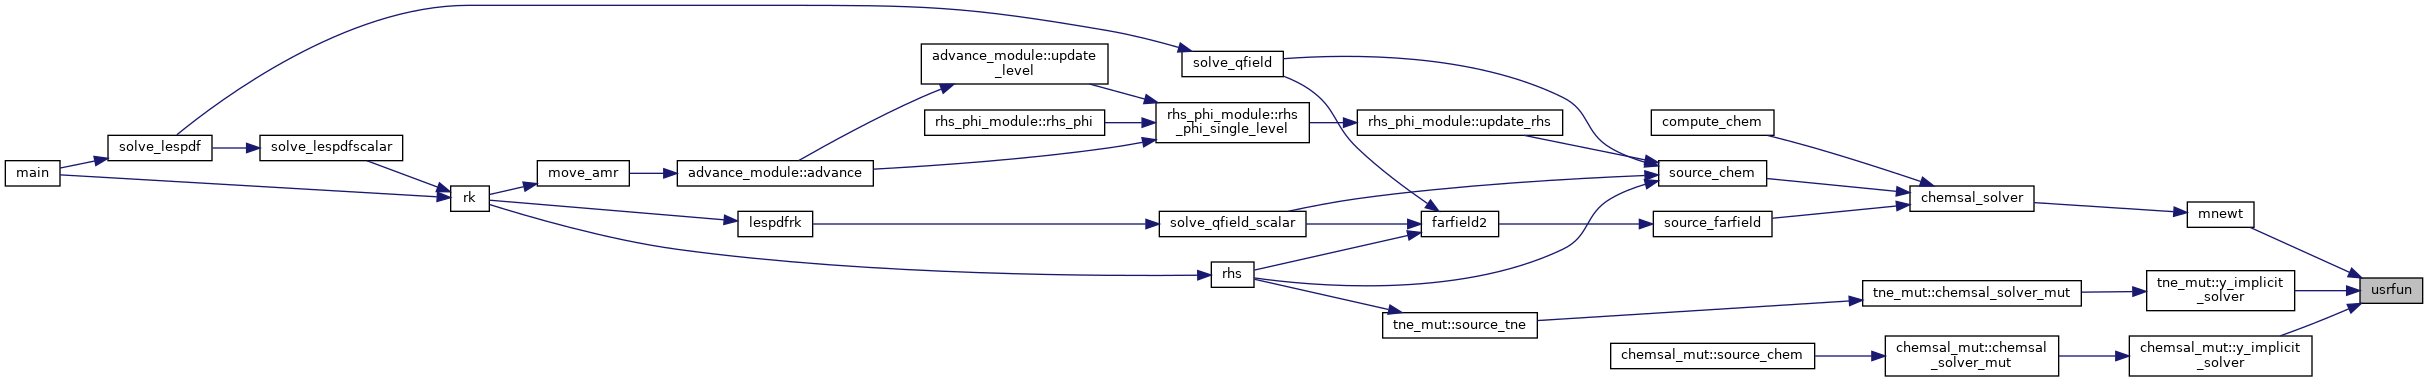 main
solve_lespdf
solve_lespdfscalar
rk
move_amr
lespdfrk
advance_module::advance
advance_module::update
_level
rhs_phi_module::rhs_phi
rhs_phi_module::rhs
_phi_single_level
solve_qfield
solve_qfield_scalar
rhs
rhs_phi_module::update_rhs
farfield2
tne_mut::source_tne
compute_chem
source_chem
source_farfield
chemsal_mut::source_chem
chemsal_solver
tne_mut::chemsal_solver_mut
chemsal_mut::chemsal
_solver_mut
mnewt
tne_mut::y_implicit
_solver
chemsal_mut::y_implicit
_solver
usrfun